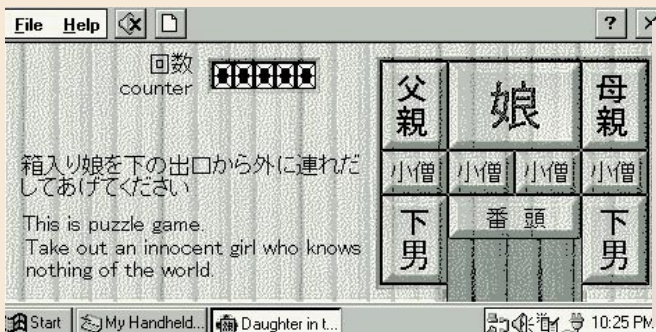 File Help
?
回数
counter
箱入り娘を下の出口から外に連れだ
してあげてください
This is puzzle game.
Take out an innocent girl who knows
nothing of the world.
父親 娘 母親
小僧 小僧 小僧 小僧
下男 番頭 下男
Start My Handheld... Daughter in t... 10:25 PM